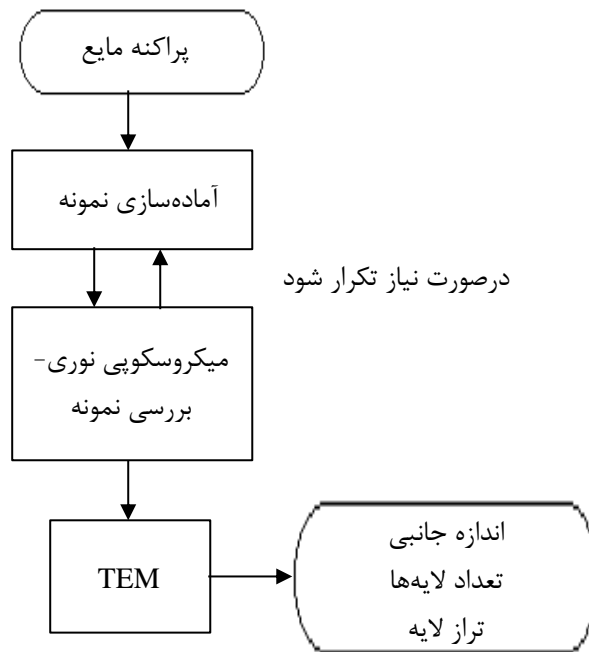 پراکنه مایع
آماده‌سازی نمونه
درصورت نیاز تکرار شود
میکروسکوپی نوری-
بررسی نمونه
TEM
اندازه جانبی
تعداد لایه‌ها
تراز لایه